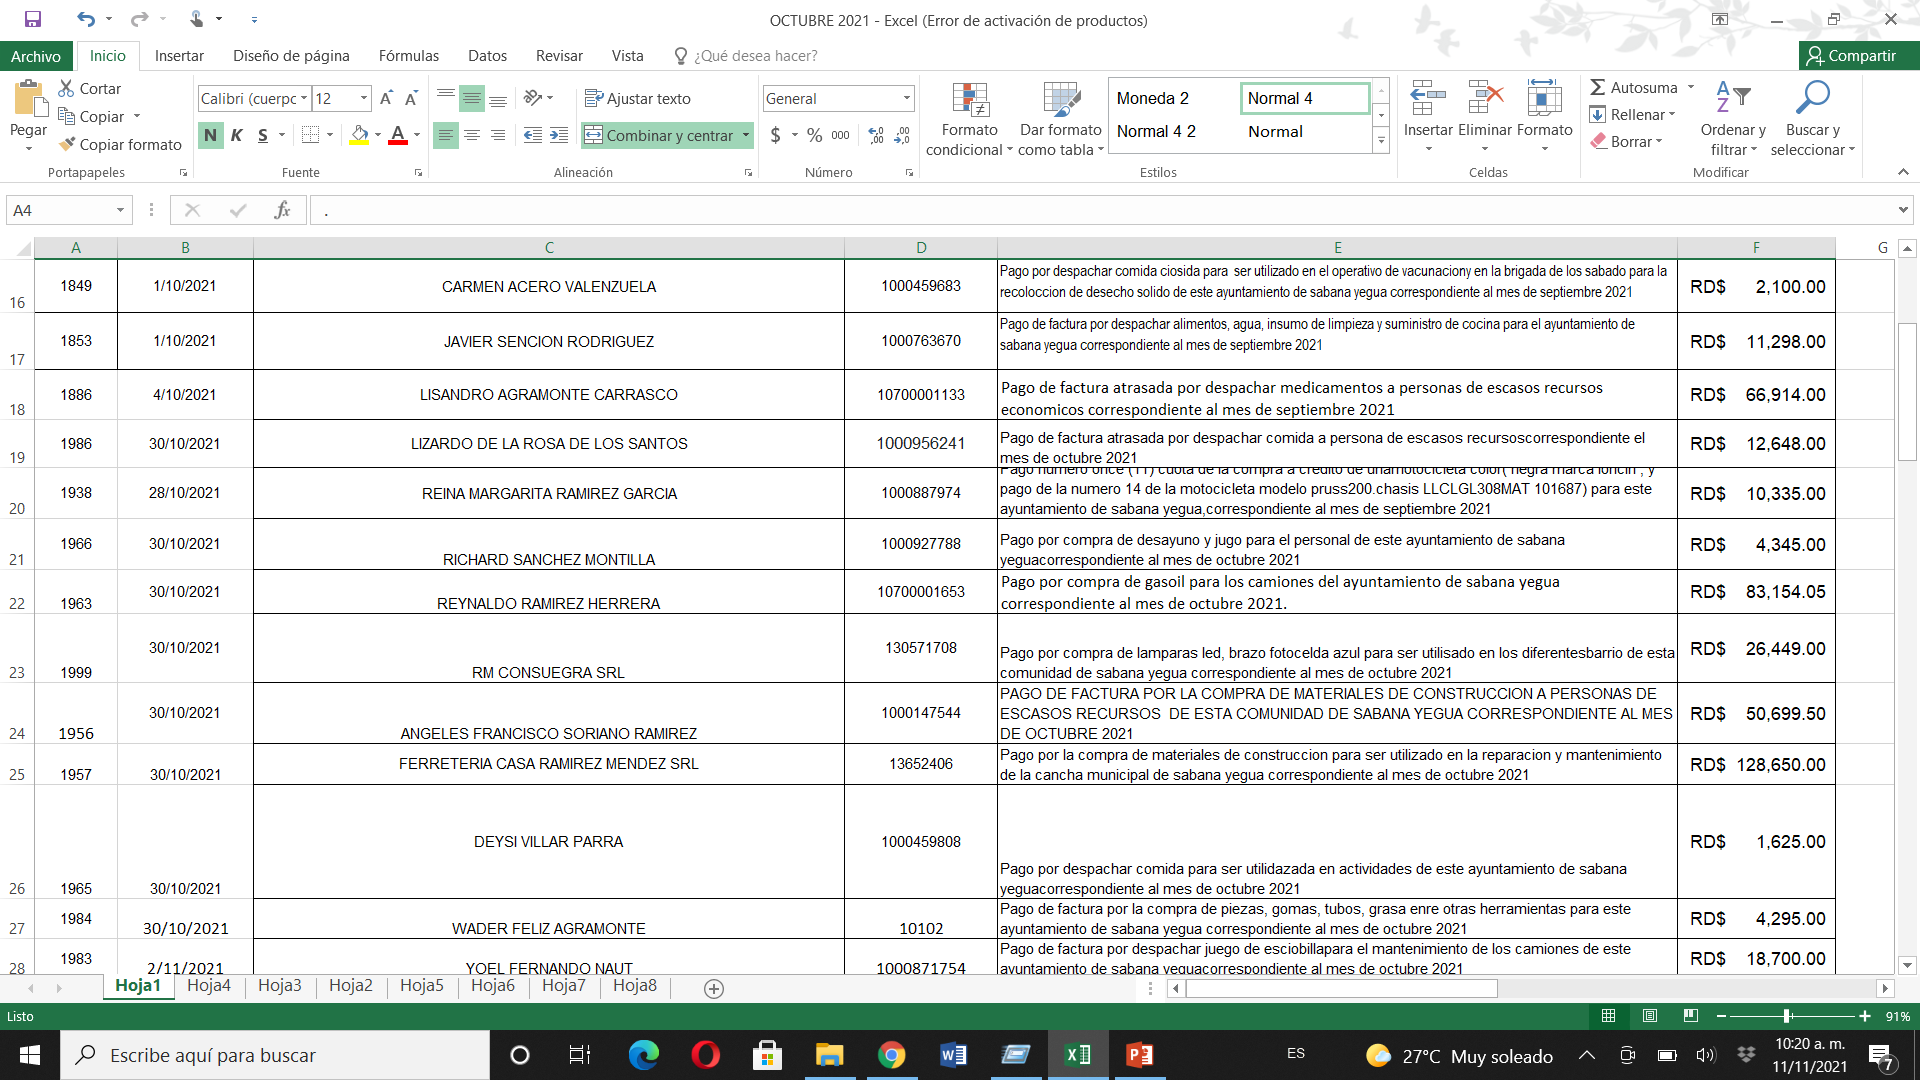 OCTUBRE 2021 - Excel (Error de activación de productos)
Archivo
Inicio
Insertar
Diseño de página
Fórmulas
Datos
Revisar
Vista
¿Qué desea hacer?
Compartir
Pegar
Cortar
Copiar
Copiar formato
Portapapeles
Calibri (cuerpc
12
N K S
Fuente
Ajustar texto
Combinar y centrar
Alineación
General
$ % 000
Número
Formato condicional
Dar formato como tabla
Moneda 2
Normal 4
Normal 4 2
Normal
Estilos
Insertar
Eliminar
Formato
Celdas
Autosuma
Rellenar
Borrar
Ordenar y filtrar
Buscar y seleccionar
Modificar
A4
fx
.
A B C D E F G
16 1849 1/10/2021 CARMEN ACERO VALENZUELA 1000459683 Pago por despachar comida ciosida para ser utilizado en el operativo de vacunaciony en la brigada de los sabado para la
recoloccion de desecho solido de este ayuntamiento de sabana yegua correspondiente al mes de septiembre 2021 RD$ 2,100.00
17 1853 1/10/2021 JAVIER SENCION RODRIGUEZ 1000763670 Pago de factura por despachar alimentos, agua, insumo de limpieza y suministro de cocina para el ayuntamiento de
sabana yegua correspondiente al mes de septiembre 2021 RD$ 11,298.00
18 1886 4/10/2021 LISANDRO AGRAMONTE CARRASCO 10700001133 Pago de factura atrasada por despachar medicamentos a personas de escasos recursos
economicos correspondiente al mes de septiembre 2021 RD$ 66,914.00
19 1986 30/10/2021 LIZARDO DE LA ROSA DE LOS SANTOS 1000956241 Pago de factura atrasada por despachar comida a persona de escasos recursoscorrespondiente el
mes de octubre 2021 RD$ 12,648.00
20 1938 28/10/2021 REINA MARGARITA RAMIREZ GARCIA 1000887974 Pago numero once (11) cuota de la compra a credito de unamotocicleta color( negra marca loncin , y
pago de la numero 14 de la motocicleta modelo pruss200.chasis LLCLGL308MAT 101687) para este
ayuntamiento de sabana yegua,correspondiente al mes de septiembre 2021 RD$ 10,335.00
21 1966 30/10/2021 RICHARD SANCHEZ MONTILLA 1000927788 Pago por compra de desayuno y jugo para el personal de este ayuntamiento de sabana
yeguacorrespondiente al mes de octubre 2021 RD$ 4,345.00
22 1963 30/10/2021 REYNALDO RAMIREZ HERRERA 10700001653 Pago por compra de gasoil para los camiones del ayuntamiento de sabana yegua
correspondiente al mes de octubre 2021. RD$ 83,154.05
23 1999 30/10/2021 RM CONSUEGRA SRL 130571708 Pago por compra de lamparas led, brazo fotocelda azul para ser utilisado en los diferentesbarrio de esta
comunidad de sabana yegua correspondiente al mes de octubre 2021 RD$ 26,449.00
24 1956 30/10/2021 ANGELES FRANCISCO SORIANO RAMIREZ 1000147544 PAGO DE FACTURA POR LA COMPRA DE MATERIALES DE CONSTRUCCION A PERSONAS DE
ESCASOS RECURSOS DE ESTA COMUNIDAD DE SABANA YEGUA CORRESPONDIENTE AL MES
DE OCTUBRE 2021 RD$ 50,699.50
25 1957 30/10/2021 FERRETERIA CASA RAMIREZ MENDEZ SRL 13652406 Pago por la compra de materiales de construccion para ser utilizado en la reparacion y mantenimiento
de la cancha municipal de sabana yegua correspondiente al mes de octubre 2021 RD$ 128,650.00
26 1965 30/10/2021 DEYSI VILLAR PARRA 1000459808 Pago por despachar comida para ser utilidazada en actividades de este ayuntamiento de sabana
yeguacorrespondiente al mes de octubre 2021 RD$ 1,625.00
27 1984 30/10/2021 WADER FELIZ AGRAMONTE 10102 Pago de factura por la compra de piezas, gomas, tubos, grasa enre otras herramientas para este
ayuntamiento de sabana yegua correspondiente al mes de octubre 2021 RD$ 4,295.00
28 1983 2/11/2021 YOEL FERNANDO NAUT 1000871754 Pago de factura por despachar juego de esciobillapara el mantenimiento de los camiones de este
ayuntamiento de sabana yeguacorrespondiente al mes de octubre 2021 RD$ 18,700.00
Hoja1 Hoja4 Hoja3 Hoja2 Hoja5 Hoja6 Hoja7 Hoja8
Listo
91%
Escribe aquí para buscar
ES
27°C Muy soleado
10:20 a. m.
11/11/2021
7